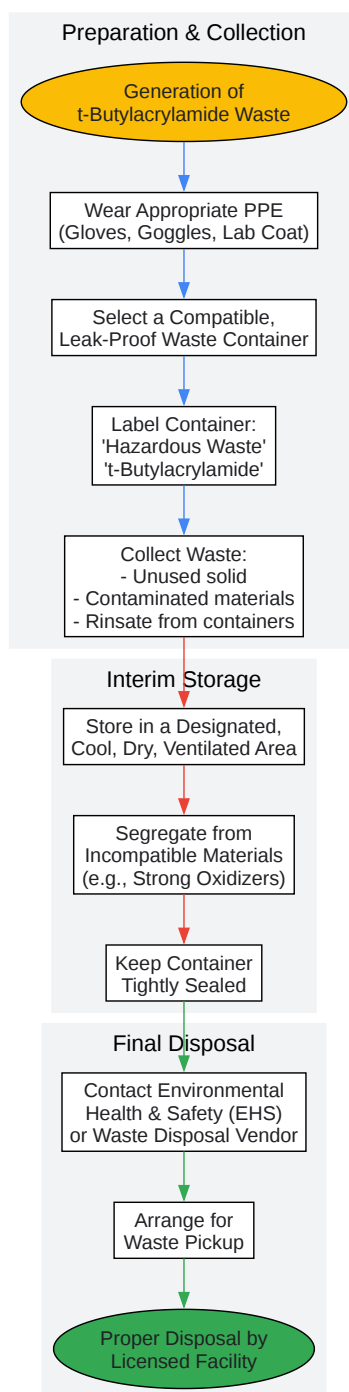 Preparation & Collection
Generation of
t-Butylacrylamide Waste
Wear Appropriate PPE
(Gloves, Goggles, Lab Coat)
Select a Compatible,
Leak-Proof Waste Container
Label Container:
'Hazardous Waste'
't-Butylacrylamide'
Collect Waste:
- Unused solid
- Contaminated materials
- Rinsate from containers
Interim Storage
Store in a Designated,
Cool, Dry, Ventilated Area
Segregate from
Incompatible Materials
(e.g., Strong Oxidizers)
Keep Container
Tightly Sealed
Final Disposal
Contact Environmental
Health & Safety (EHS)
or Waste Disposal Vendor
Arrange for
Waste Pickup
Proper Disposal by
Licensed Facility